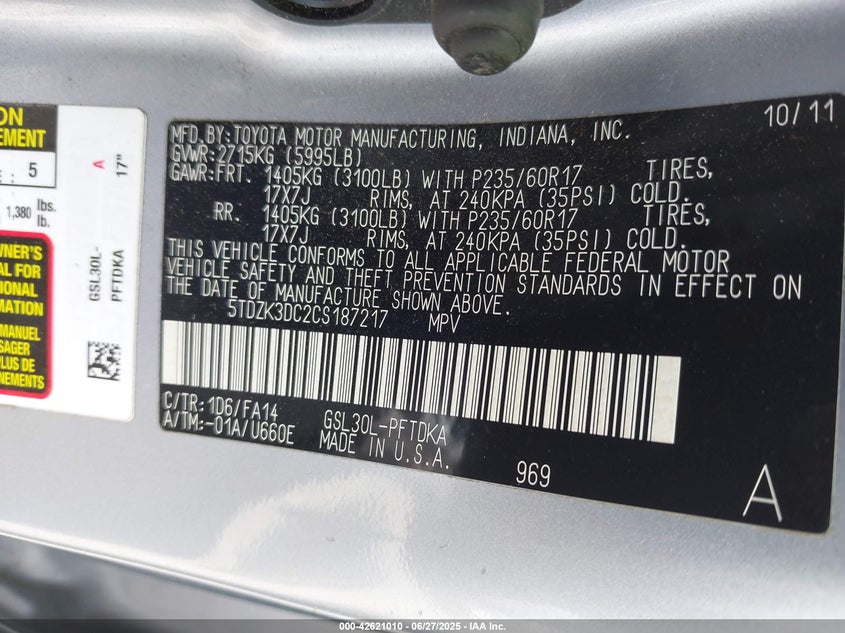 ON
EMENT
E : 5
1,380 lbs.
lb.
A
17"
GSL30L-
PFTDKA
WNER'S
AL FOR
IONAL
MATION
MANUEL
SAGER
PLUS DE
NEMENTS
10/11
MFD.BY:TOYOTA MOTOR MANUFACTURING, INDIANA, INC.
GVWR:2715KG (5995LB)
GAWR:FRT. 1405KG (3100LB) WITH P235/60R17 TIRES,
17X7J RIMS, AT 240KPA (35PSI) COLD.
RR. 1405KG (3100LB) WITH P235/60R17 TIRES,
17X7J RIMS, AT 240KPA (35PSI) COLD.
THIS VEHICLE CONFORMS TO ALL APPLICABLE FEDERAL MOTOR
VEHICLE SAFETY AND THEFT PREVENTION STANDARDS IN EFFECT ON
THE DATE OF MANUFACTURE SHOWN ABOVE.
5TDZK3DC2CS187217 MPV
C/TR:1D6/FA14
A/TM:-01A/U660E
GSL30L-PFTDKA
MADE IN U.S.A.
969
A
000-42621010 - 06/27/2025 - IAA Inc.